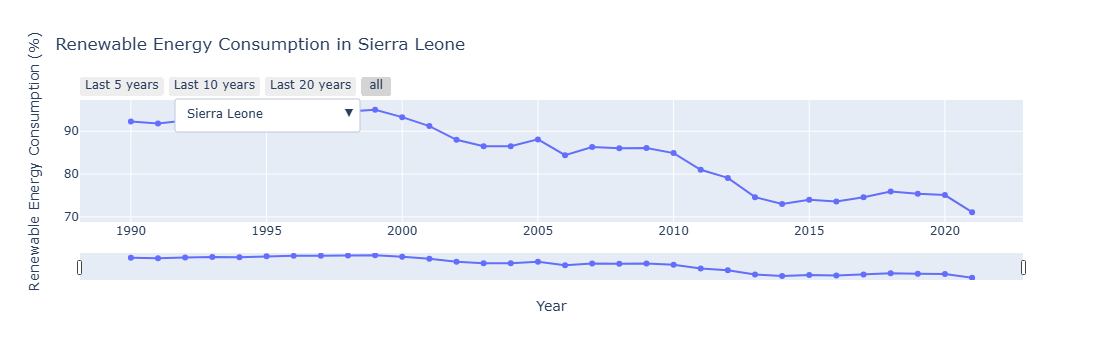 Renewable Energy Consumption in Sierra Leone
Last 5 years Last 10 years Last 20 years all
Sierra Leone ▼
Renewable Energy Consumption (%)
90
80
70
1990 1995 2000 2005 2010 2015 2020
Year